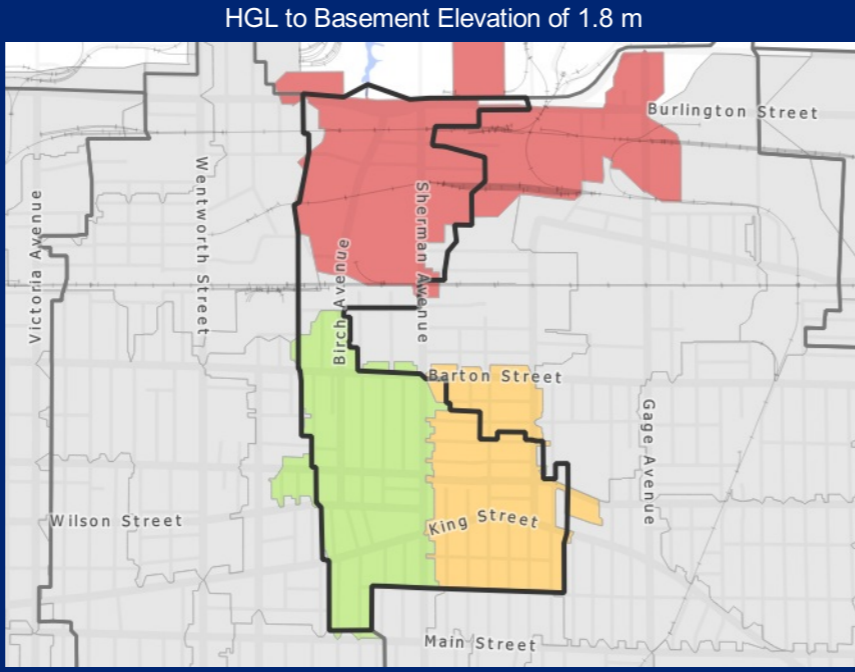 HGL to Basement Elevation of 1.8 m
Burlington Street
Wentworth Street
Victoria Avenue
Sherman Avenue
Birch Avenue
Barton Street
Gage Avenue
Wilson Street
King Street
Main Street